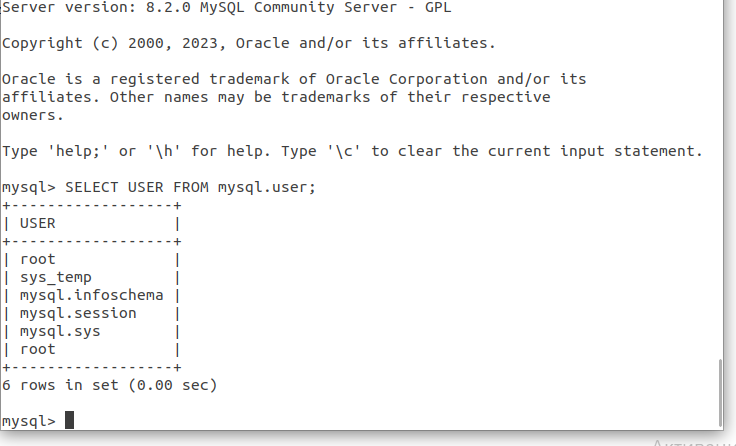 Server version: 8.2.0 MySQL Community Server - GPL
Copyright (c) 2000, 2023, Oracle and/or its affiliates.
Oracle is a registered trademark of Oracle Corporation and/or its
affiliates. Other names may be trademarks of their respective
owners.
Type 'help;' or '\h' for help. Type '\c' to clear the current input statement.
mysql> SELECT USER FROM mysql.user;
+------------------+
| USER             |
+------------------+
| root             |
| sys_temp         |
| mysql.infoschema |
| mysql.session    |
| mysql.sys        |
| root             |
+------------------+
6 rows in set (0.00 sec)
mysql>